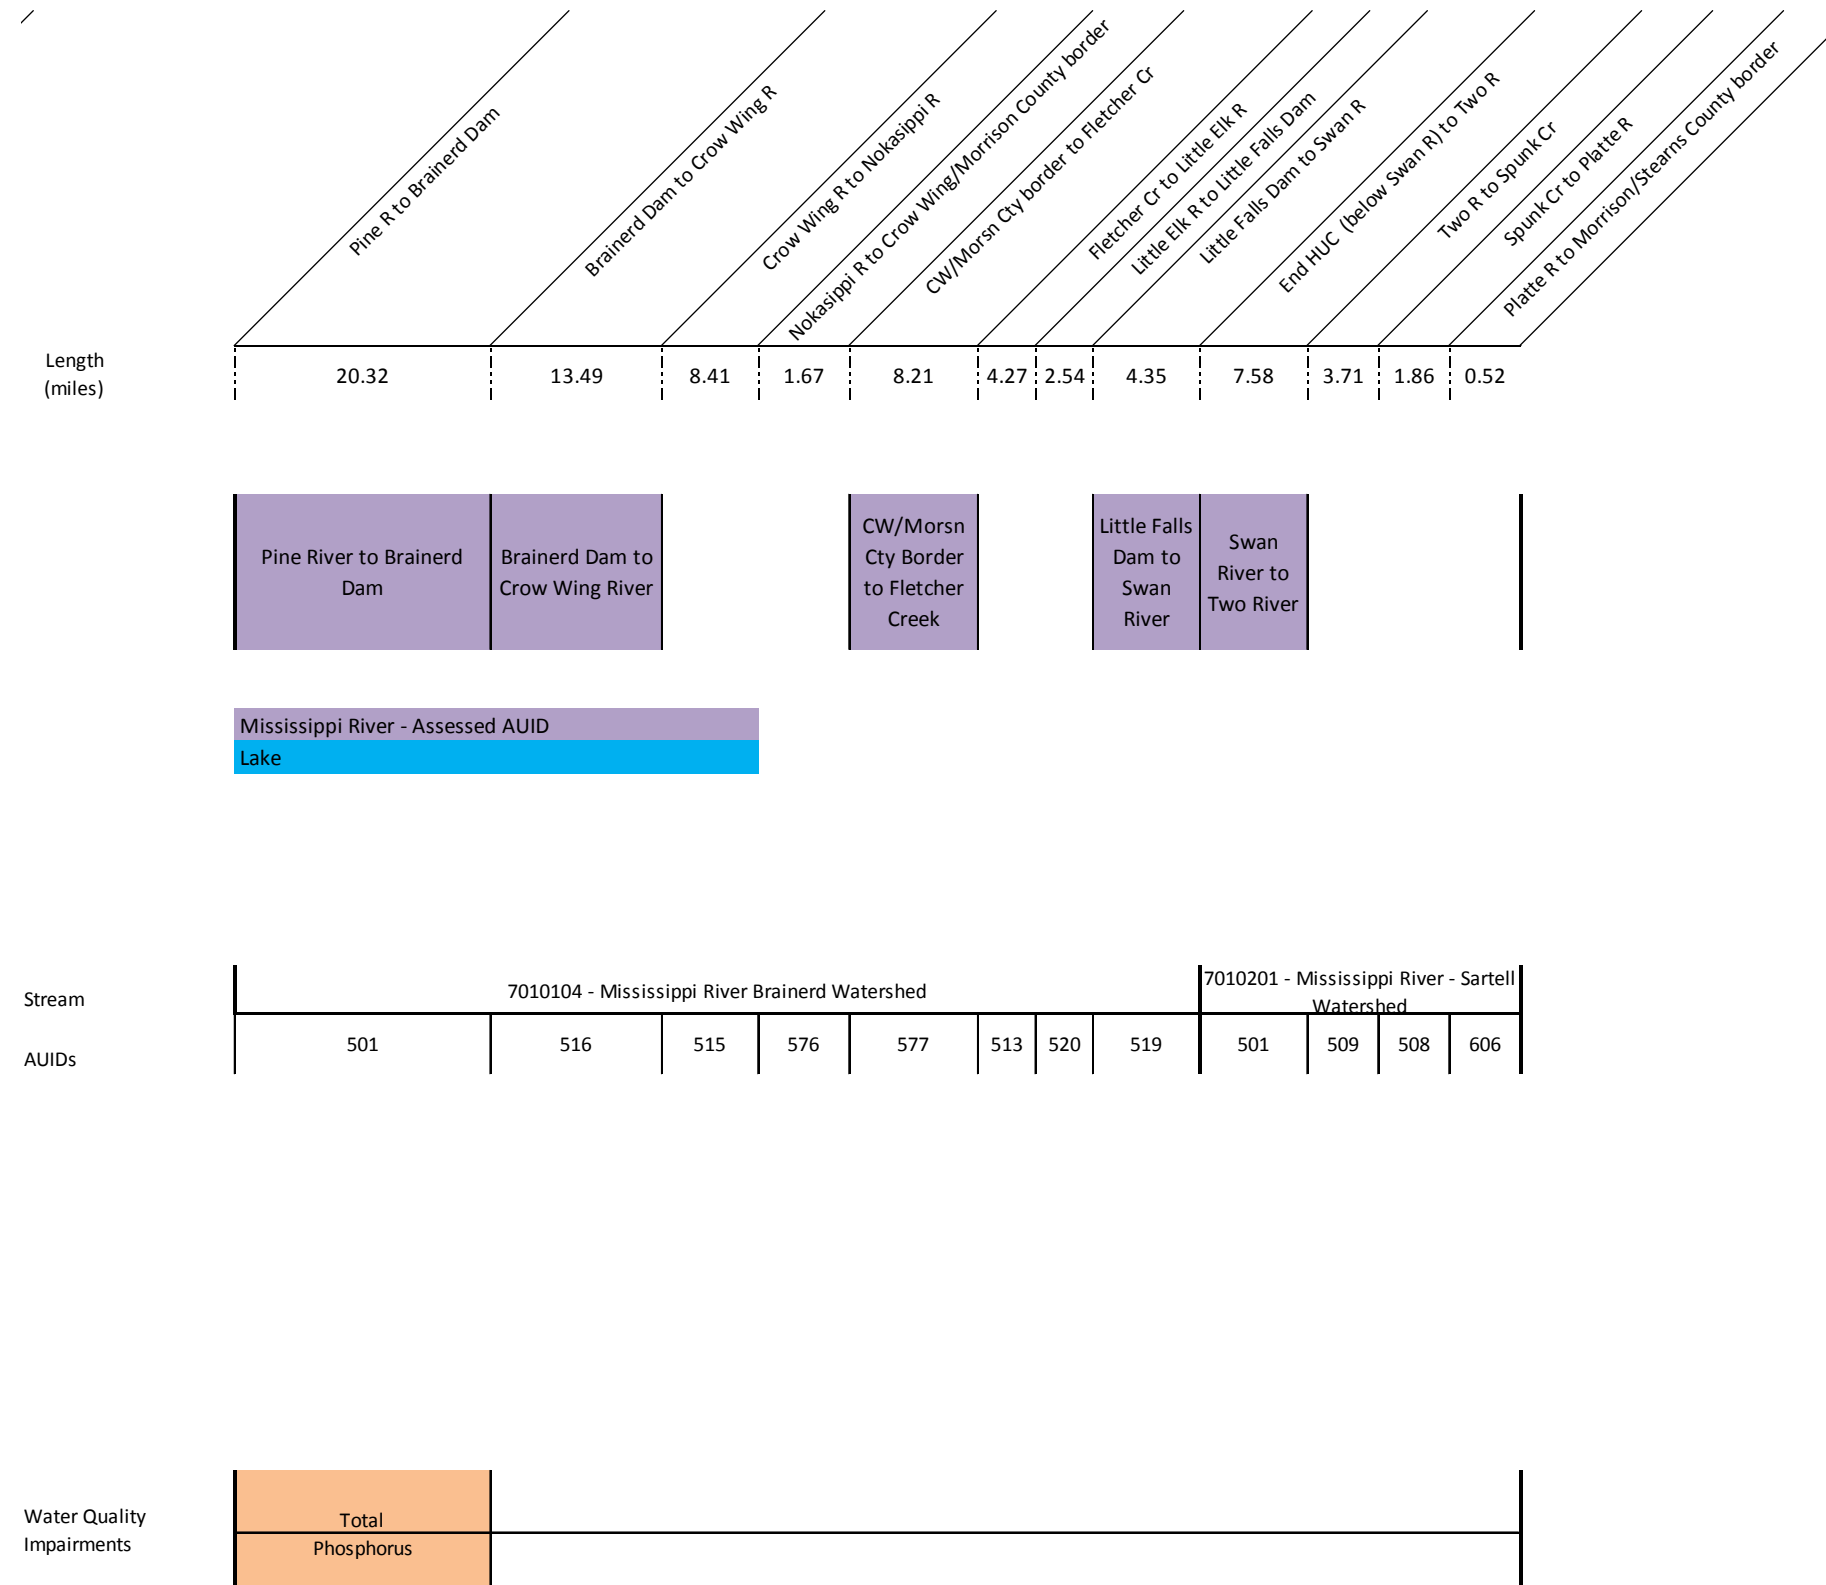 Pine R to Brainerd Dam
Brainerd Dam to Crow Wing R
Crow Wing R to Nokasippi R
Nokasippi R to Crow Wing/Morrison County border
CW/Morsn Cty border to Fletcher Cr
Fletcher Cr to Little Elk R
Little Elk R to Little Falls Dam
Little Falls Dam to Swan R
End HUC (below Swan R) to Two R
Two R to Spunk Cr
Spunk Cr to Platte R
Platte R to Morrison/Stearns County border
Length
(miles)
20.32 13.49 8.41 1.67 8.21 4.27 2.54 4.35 7.58 3.71 1.86 0.52
Pine River to Brainerd
Dam
Brainerd Dam to
Crow Wing River
CW/Morsn
Cty Border
to Fletcher
Creek
Little Falls
Dam to
Swan
River
Swan
River to
Two River
Mississippi River - Assessed AUID
Lake
Stream
AUIDs
7010104 - Mississippi River Brainerd Watershed
7010201 - Mississippi River - Sartell
Watershed
501 516 515 576 577 513 520 519 501 509 508 606
Water Quality
Impairments
Total
Phosphorus